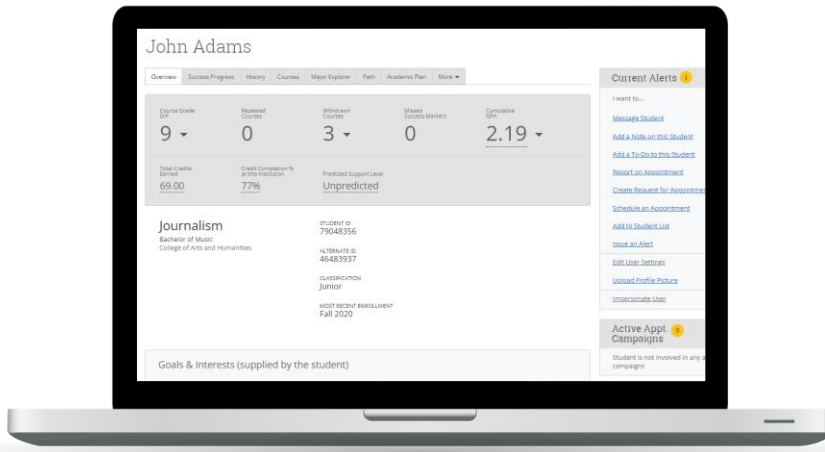 John Adams
Overview Success Progress History Courses Major Explorer Path Academic Plan More
Course Grade D/F
9
Repeated Courses
0
Withdrawn Courses
3
Missed Success Markers
0
Cumulative GPA
2.19
Total Credits Earned
69.00
Credit Completion % at this Institution
77%
Predicted Support Level
Unpredicted
Journalism
Bachelor of Music
College of Arts and Humanities
STUDENT ID
79048356
ALTERNATE ID
46483937
CLASSIFICATION
Junior
MOST RECENT ENROLLMENT
Fall 2020
Goals & Interests (supplied by the student)
Current Alerts 1
I want to...
Message Student
Add a Note on this Student
Add a To-Do to this Student
Report on Appointment
Create Request for Appointmen
Schedule an Appointment
Add to Student List
Issue an Alert
Edit User Settings
Upload Profile Picture
Impersonate User
Active Appt. 0
Campaigns
Student is not involved in any a
campaigns